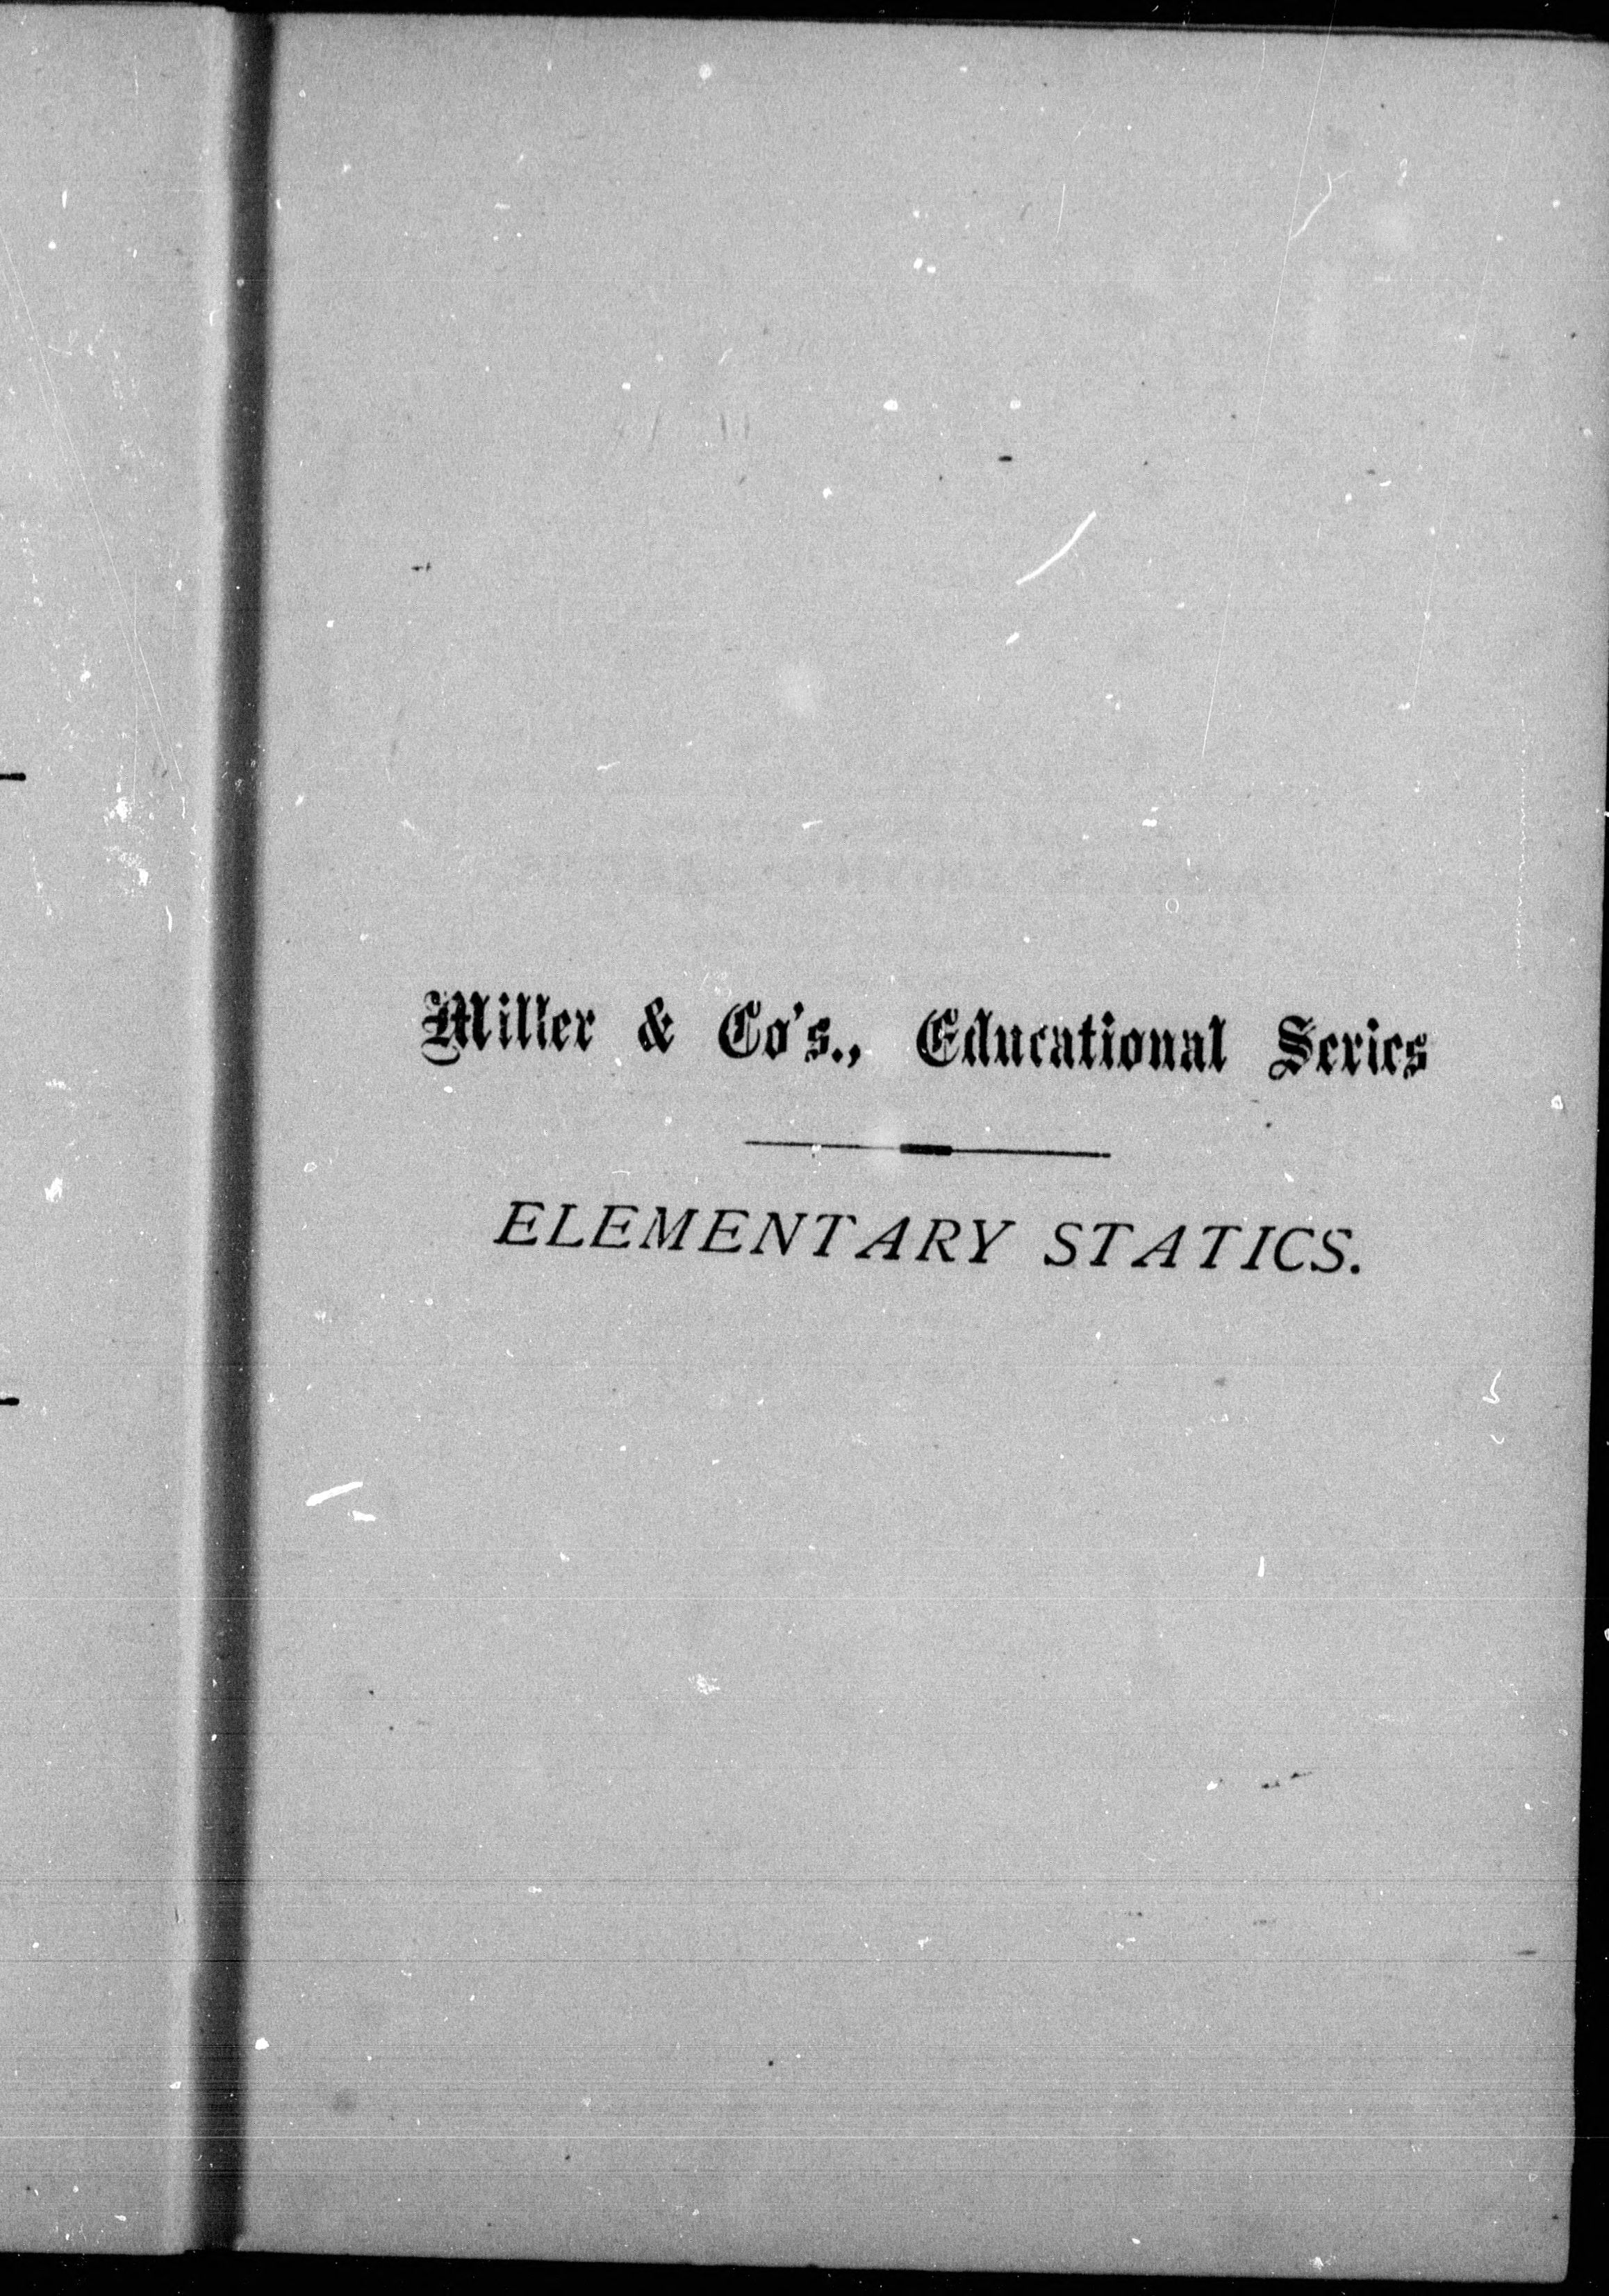 Miller & Co's., Educational Series
ELEMENTARY STATICS.